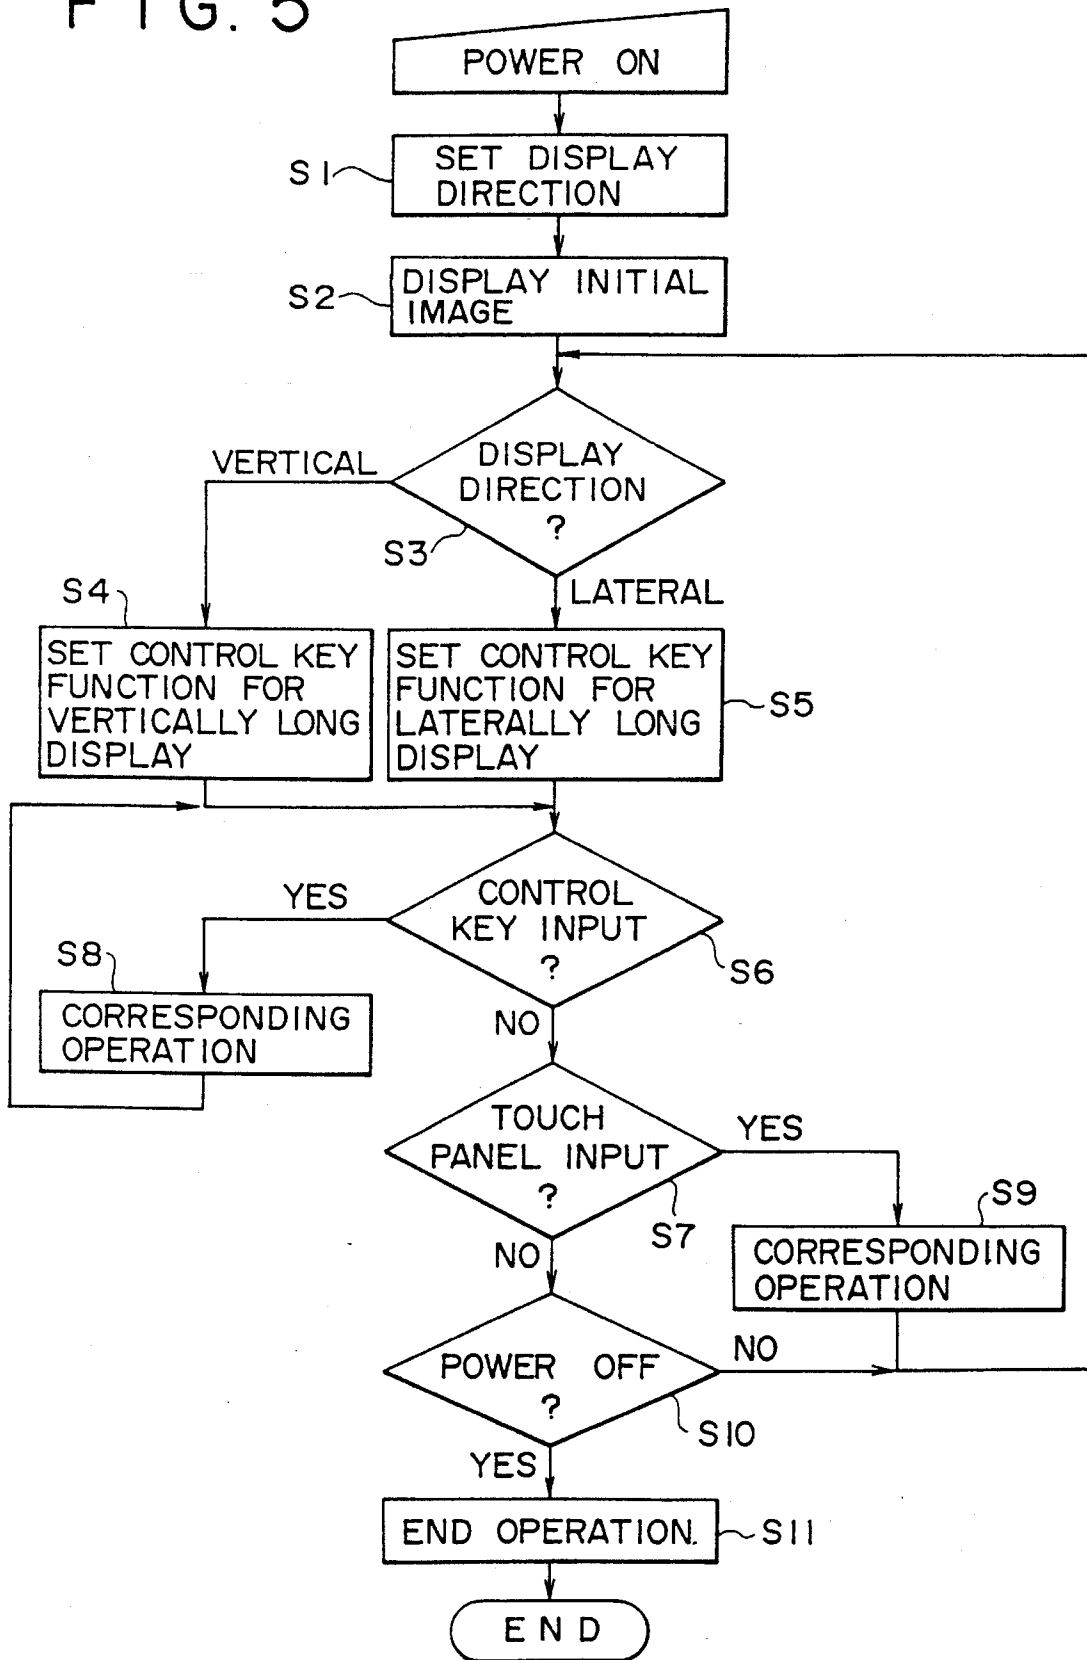 FIG. 5
POWER ON
S1
SET DISPLAY
DIRECTION
S2
DISPLAY INITIAL
IMAGE
VERTICAL
DISPLAY
DIRECTION
?
S3
LATERAL
S4
SET CONTROL KEY
FUNCTION FOR
VERTICALLY LONG
DISPLAY
SET CONTROL KEY
FUNCTION FOR
LATERALLY LONG
DISPLAY
S5
YES
CONTROL
KEY INPUT
?
S6
S8
CORRESPONDING
OPERATION
NO
TOUCH
PANEL INPUT
?
YES
S7
S9
CORRESPONDING
OPERATION
NO
POWER OFF
?
NO
S10
YES
END OPERATION.
S11
END